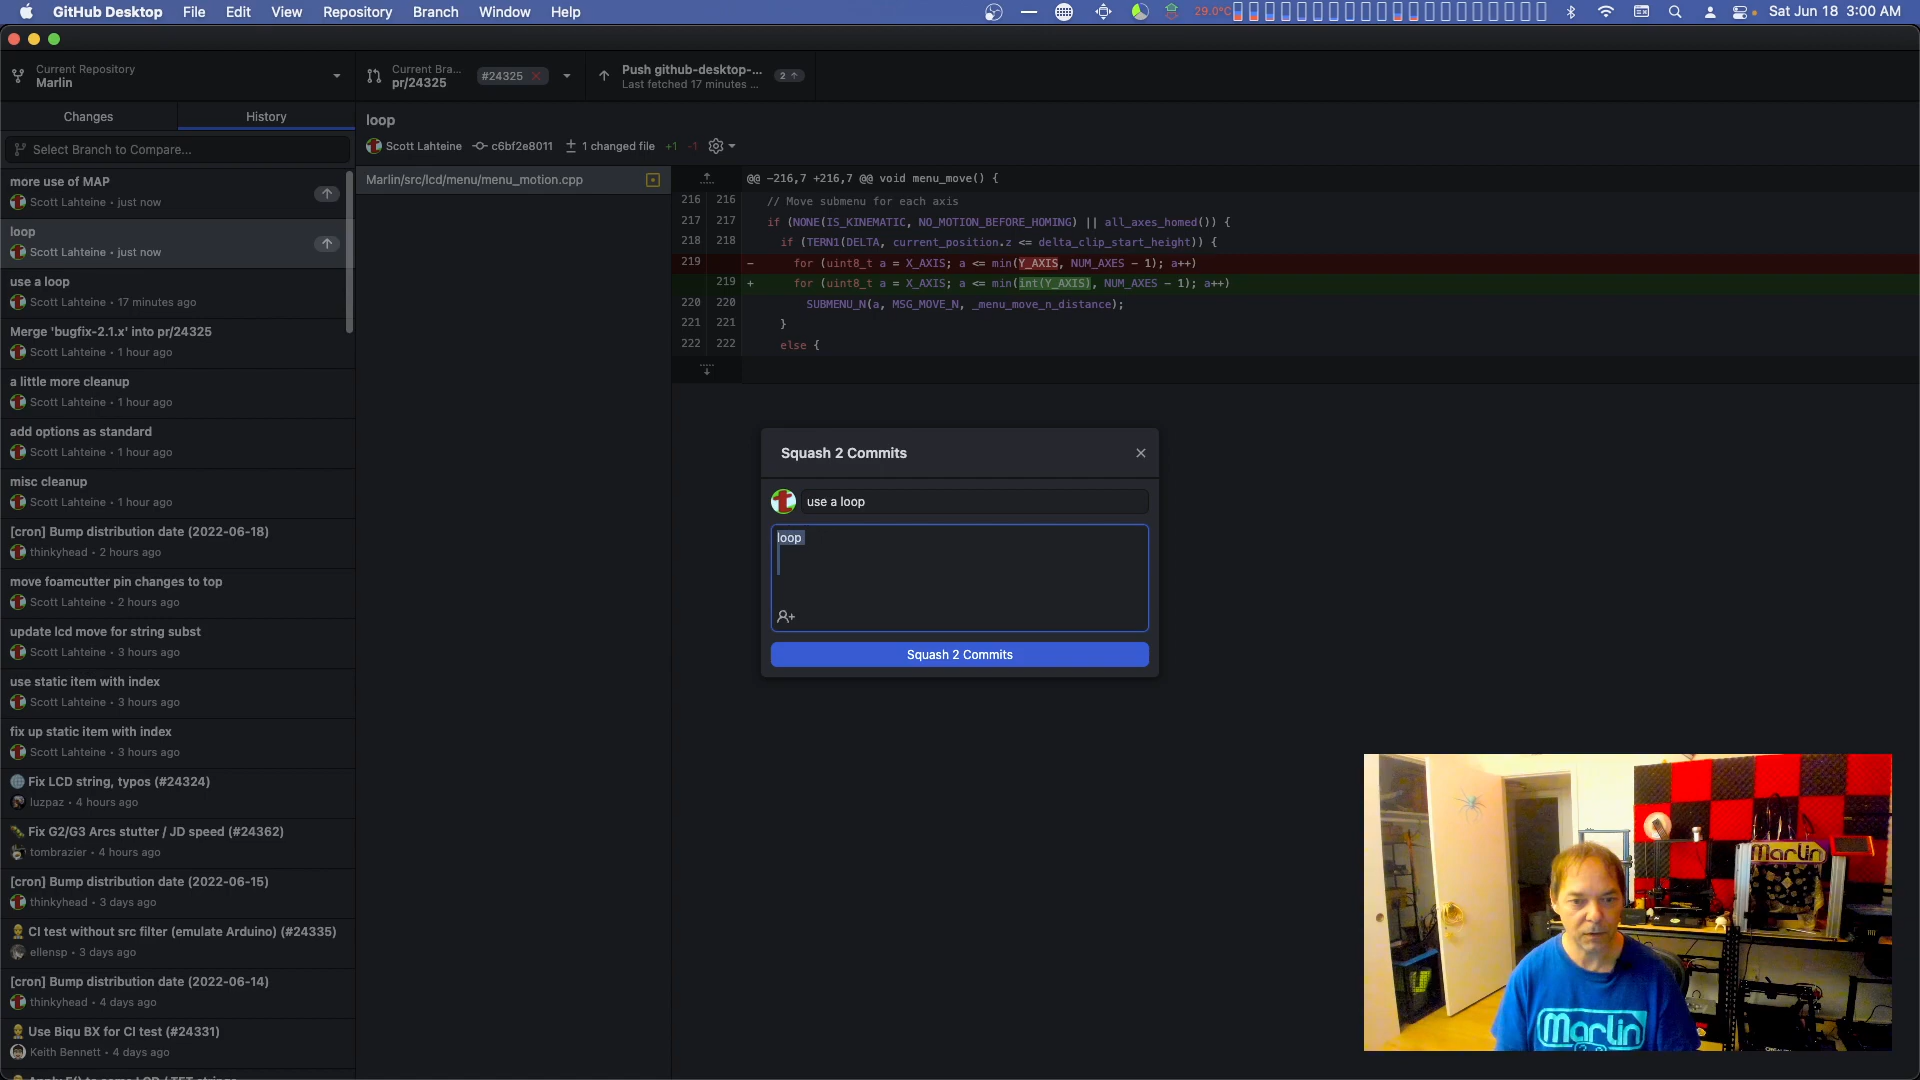 GitHub Desktop File Edit View Repository Branch Window Help
29.0°C Sat Jun 18 3:00 AM
Current Repository
Marlin
Current Bra...
pr/24325
#24325
Push github-desktop-...
Last fetched 17 minutes ...
2
Changes
History
Select Branch to Compare...
more use of MAP
Scott Lahteine • just now
loop
Scott Lahteine • just now
use a loop
Scott Lahteine • 17 minutes ago
Merge 'bugfix-2.1.x' into pr/24325
Scott Lahteine • 1 hour ago
a little more cleanup
Scott Lahteine • 1 hour ago
add options as standard
Scott Lahteine • 1 hour ago
misc cleanup
Scott Lahteine • 1 hour ago
[cron] Bump distribution date (2022-06-18)
thinkyhead • 2 hours ago
move foamcutter pin changes to top
Scott Lahteine • 2 hours ago
update lcd move for string subst
Scott Lahteine • 3 hours ago
use static item with index
Scott Lahteine • 3 hours ago
fix up static item with index
Scott Lahteine • 3 hours ago
Fix LCD string, typos (#24324)
luzpaz • 4 hours ago
Fix G2/G3 Arcs stutter / JD speed (#24362)
tombrazier • 4 hours ago
[cron] Bump distribution date (2022-06-15)
thinkyhead • 3 days ago
CI test without src filter (emulate Arduino) (#24335)
ellensp • 3 days ago
[cron] Bump distribution date (2022-06-14)
thinkyhead • 4 days ago
Use Biqu BX for CI test (#24331)
Keith Bennett • 4 days ago
loop
Scott Lahteine c6bf2e8011 1 changed file +1 -1
Marlin/src/lcd/menu/menu_motion.cpp
@@ -216,7 +216,7 @@ void menu_move() {
216 216 // Move submenu for each axis
217 217 if (NONE(IS_KINEMATIC, NO_MOTION_BEFORE_HOMING) || all_axes_homed()) {
218 218 if (TERN1(DELTA, current_position.z <= delta_clip_start_height)) {
219 - for (uint8_t a = X_AXIS; a <= min(Y_AXIS, NUM_AXES - 1); a++)
219 + for (uint8_t a = X_AXIS; a <= min(int(Y_AXIS), NUM_AXES - 1); a++)
220 220 SUBMENU_N(a, MSG_MOVE_N, _menu_move_n_distance);
221 221 }
222 222 else {
Squash 2 Commits
use a loop
loop
Squash 2 Commits
Marlin
Marlin